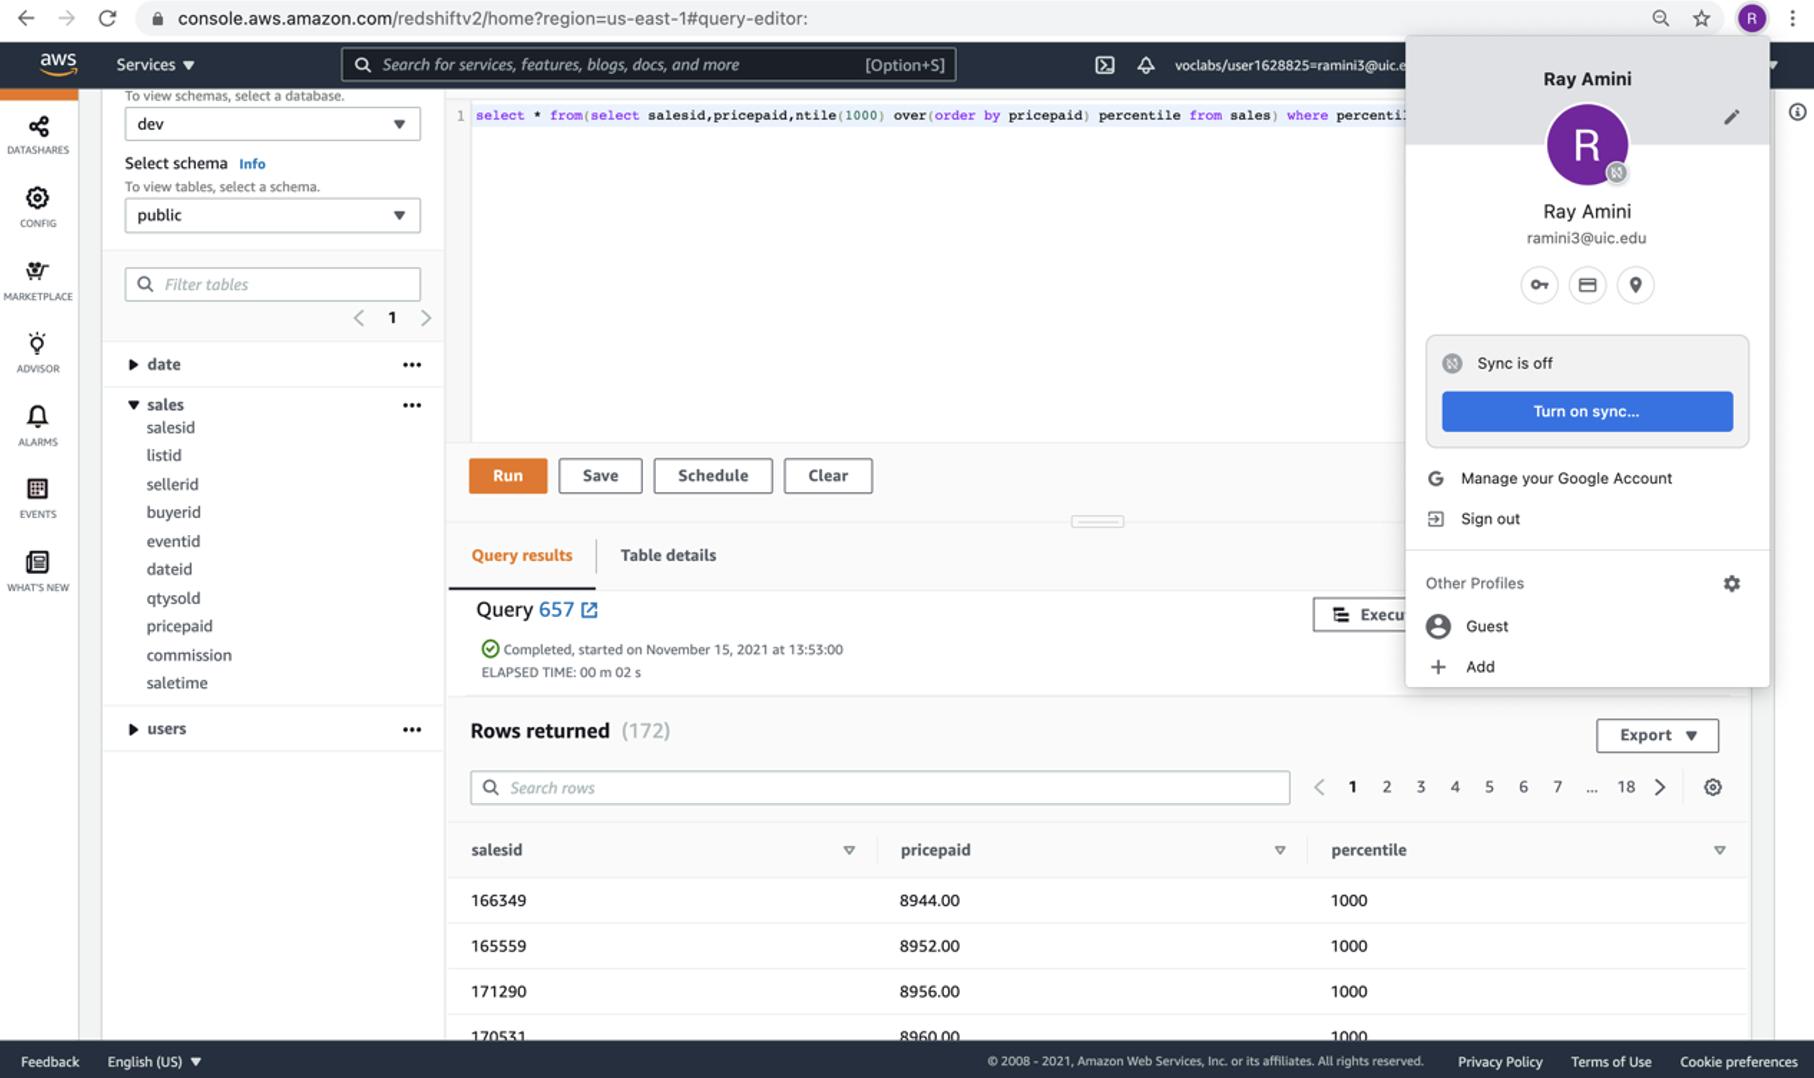 console.aws.amazon.com/redshiftv2/home?region=us-east-1#query-editor:
R
aws
Services
Search for services, features, blogs, docs, and more
[Option+S]
voclabs/user1628825=ramini3@uic.e
DATASHARES
CONFIG
MARKETPLACE
ADVISOR
ALARMS
EVENTS
WHAT'S NEW
To view schemas, select a database.
dev
Select schema Info
To view tables, select a schema.
public
Filter tables
1
date
sales
salesid
listid
sellerid
buyerid
eventid
dateid
qtysold
pricepaid
commission
saletime
users
1 select * from(select salesid,pricepaid,ntile(1000) over(order by pricepaid) percentile from sales) where percenti
Run
Save
Schedule
Clear
Query results
Table details
Query 657
Completed, started on November 15, 2021 at 13:53:00
ELAPSED TIME: 00 m 02 s
Execu
Rows returned (172)
Export
Search rows
1 2 3 4 5 6 7 ... 18
salesid pricepaid percentile
166349 8944.00 1000
165559 8952.00 1000
171290 8956.00 1000
170531 8960.00 1000
Ray Amini
R
Ray Amini
ramini3@uic.edu
Sync is off
Turn on sync...
G Manage your Google Account
Sign out
Other Profiles
Guest
Add
Feedback
English (US)
© 2008 - 2021, Amazon Web Services, Inc. or its affiliates. All rights reserved.
Privacy Policy
Terms of Use
Cookie preferences